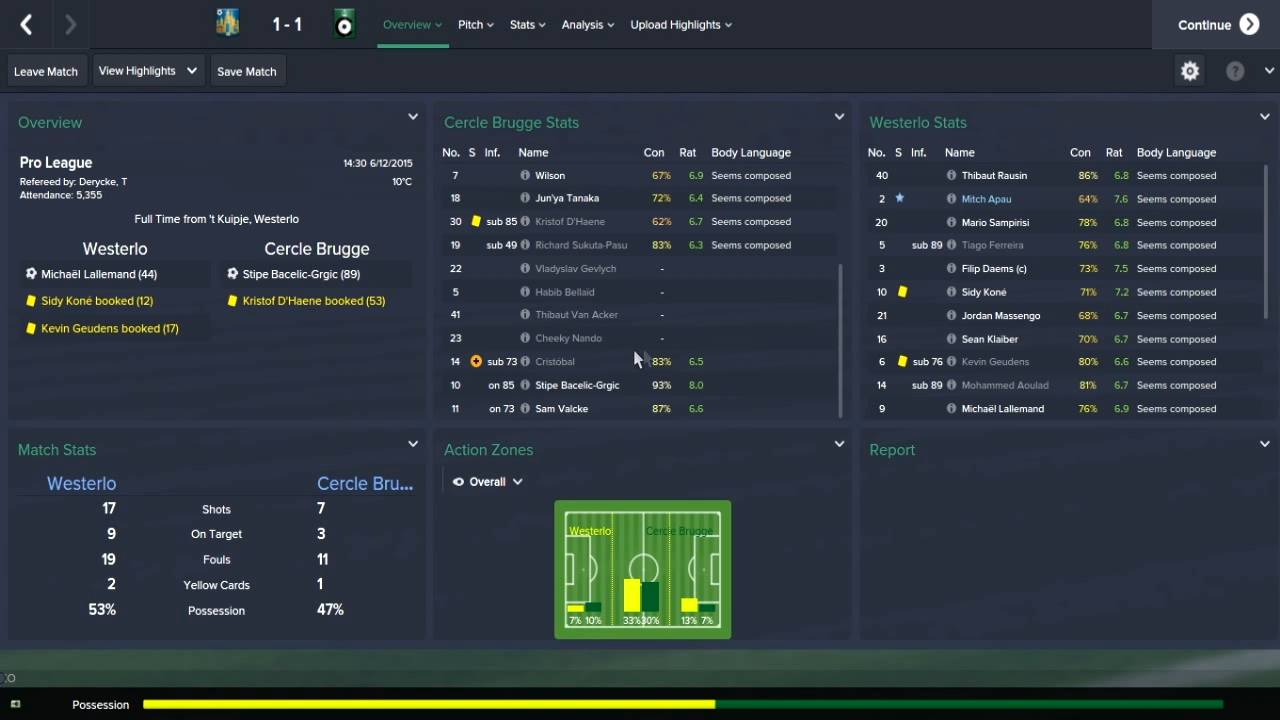 1 - 1 Overview Pitch Stats Analysis Upload Highlights Continue
Leave Match View Highlights Save Match ?
Overview
Pro League 14:30 6/12/2015
Refereed by: Derycke, T 10°C
Attendance: 5,355
Full Time from 't Kuipje, Westerlo
Westerlo Cercle Brugge
Michaël Lallemand (44) Stipe Bacelic-Grgic (89)
Sidy Koné booked (12) Kristof D'Haene booked (53)
Kevin Geudens booked (17)
Cercle Brugge Stats
No. S Inf. Name Con Rat Body Language
7 Wilson 67% 6.9 Seems composed
18 Jun'ya Tanaka 72% 6.4 Seems composed
30 sub 85 Kristof D'Haene 62% 6.7 Seems composed
19 sub 49 Richard Sukuta-Pasu 83% 6.3 Seems composed
22 Vladyslav Gevlych -
5 Habib Bellaïd -
41 Thibaut Van Acker -
23 Cheeky Nando -
14 sub 73 Cristóbal 83% 6.5
10 on 85 Stipe Bacelic-Grgic 93% 8.0
11 on 73 Sam Valcke 87% 6.6
Westerlo Stats
No. S Inf. Name Con Rat Body Language
40 Thibaut Rausin 86% 6.8 Seems composed
2 Mitch Apau 64% 7.6 Seems composed
20 Mario Sampirisi 78% 6.8 Seems composed
5 sub 89 Tiago Ferreira 76% 6.8 Seems composed
3 Filip Daems (c) 73% 7.5 Seems composed
10 Sidy Koné 71% 7.2 Seems composed
21 Jordan Massengo 68% 6.7 Seems composed
16 Sean Klaiber 70% 6.7 Seems composed
6 sub 76 Kevin Geudens 80% 6.6 Seems composed
14 sub 89 Mohammed Aoulad 81% 6.7 Seems composed
9 Michaël Lallemand 76% 6.9 Seems composed
Match Stats
Westerlo Cercle Bru...
17 Shots 7
9 On Target 3
19 Fouls 11
2 Yellow Cards 1
53% Possession 47%
Action Zones
Overall
Westerlo Cercle Brugge
7% 10% 33% 30% 13% 7%
Report
Possession